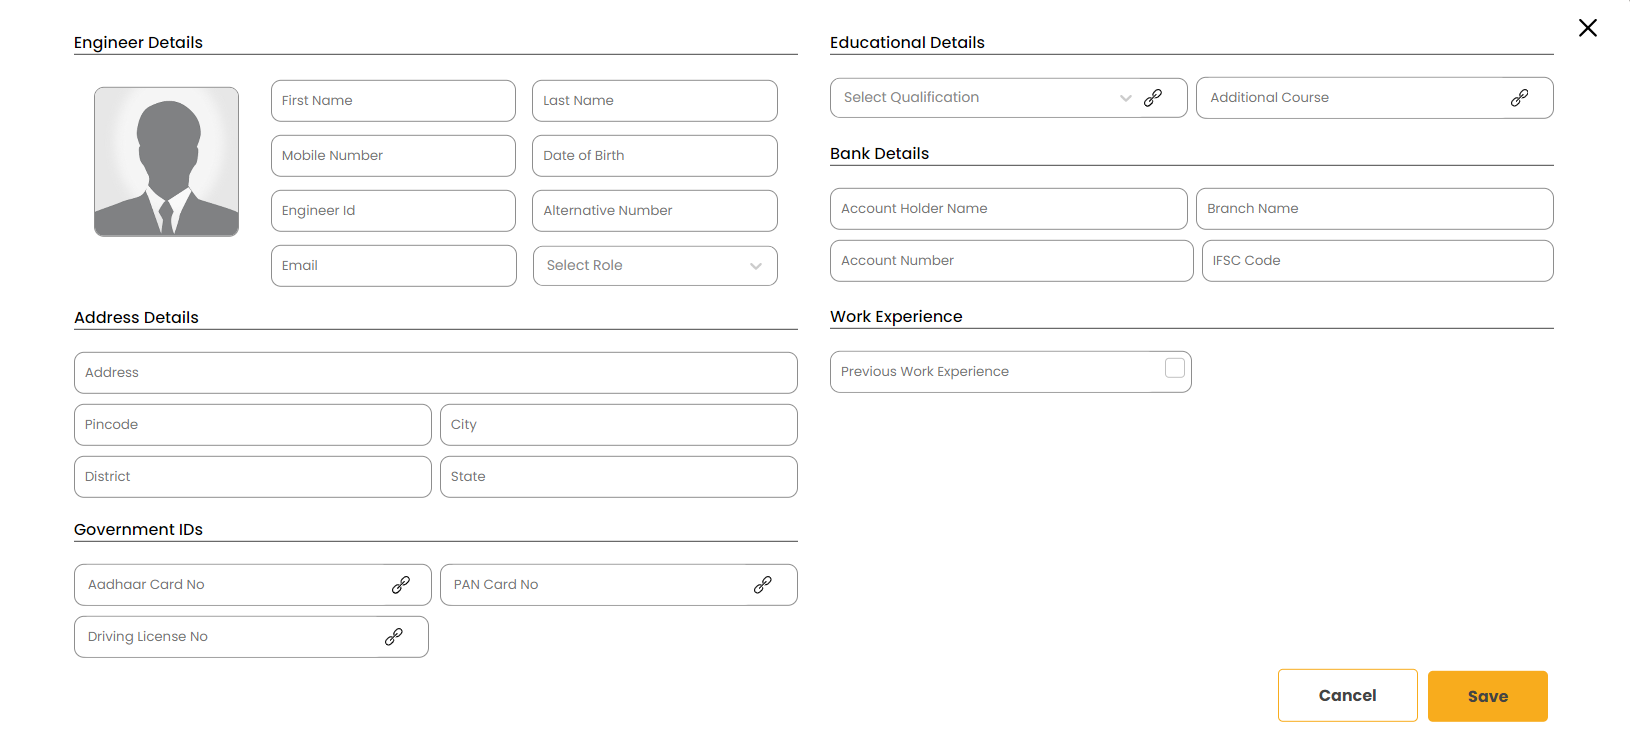 Engineer Details
First Name
Last Name
Mobile Number
Date of Birth
Engineer Id
Alternative Number
Email
Select Role
Address Details
Address
Pincode
City
District
State
Government IDs
Aadhaar Card No
PAN Card No
Driving License No
Educational Details
Select Qualification
Additional Course
Bank Details
Account Holder Name
Branch Name
Account Number
IFSC Code
Work Experience
Previous Work Experience
Cancel
Save